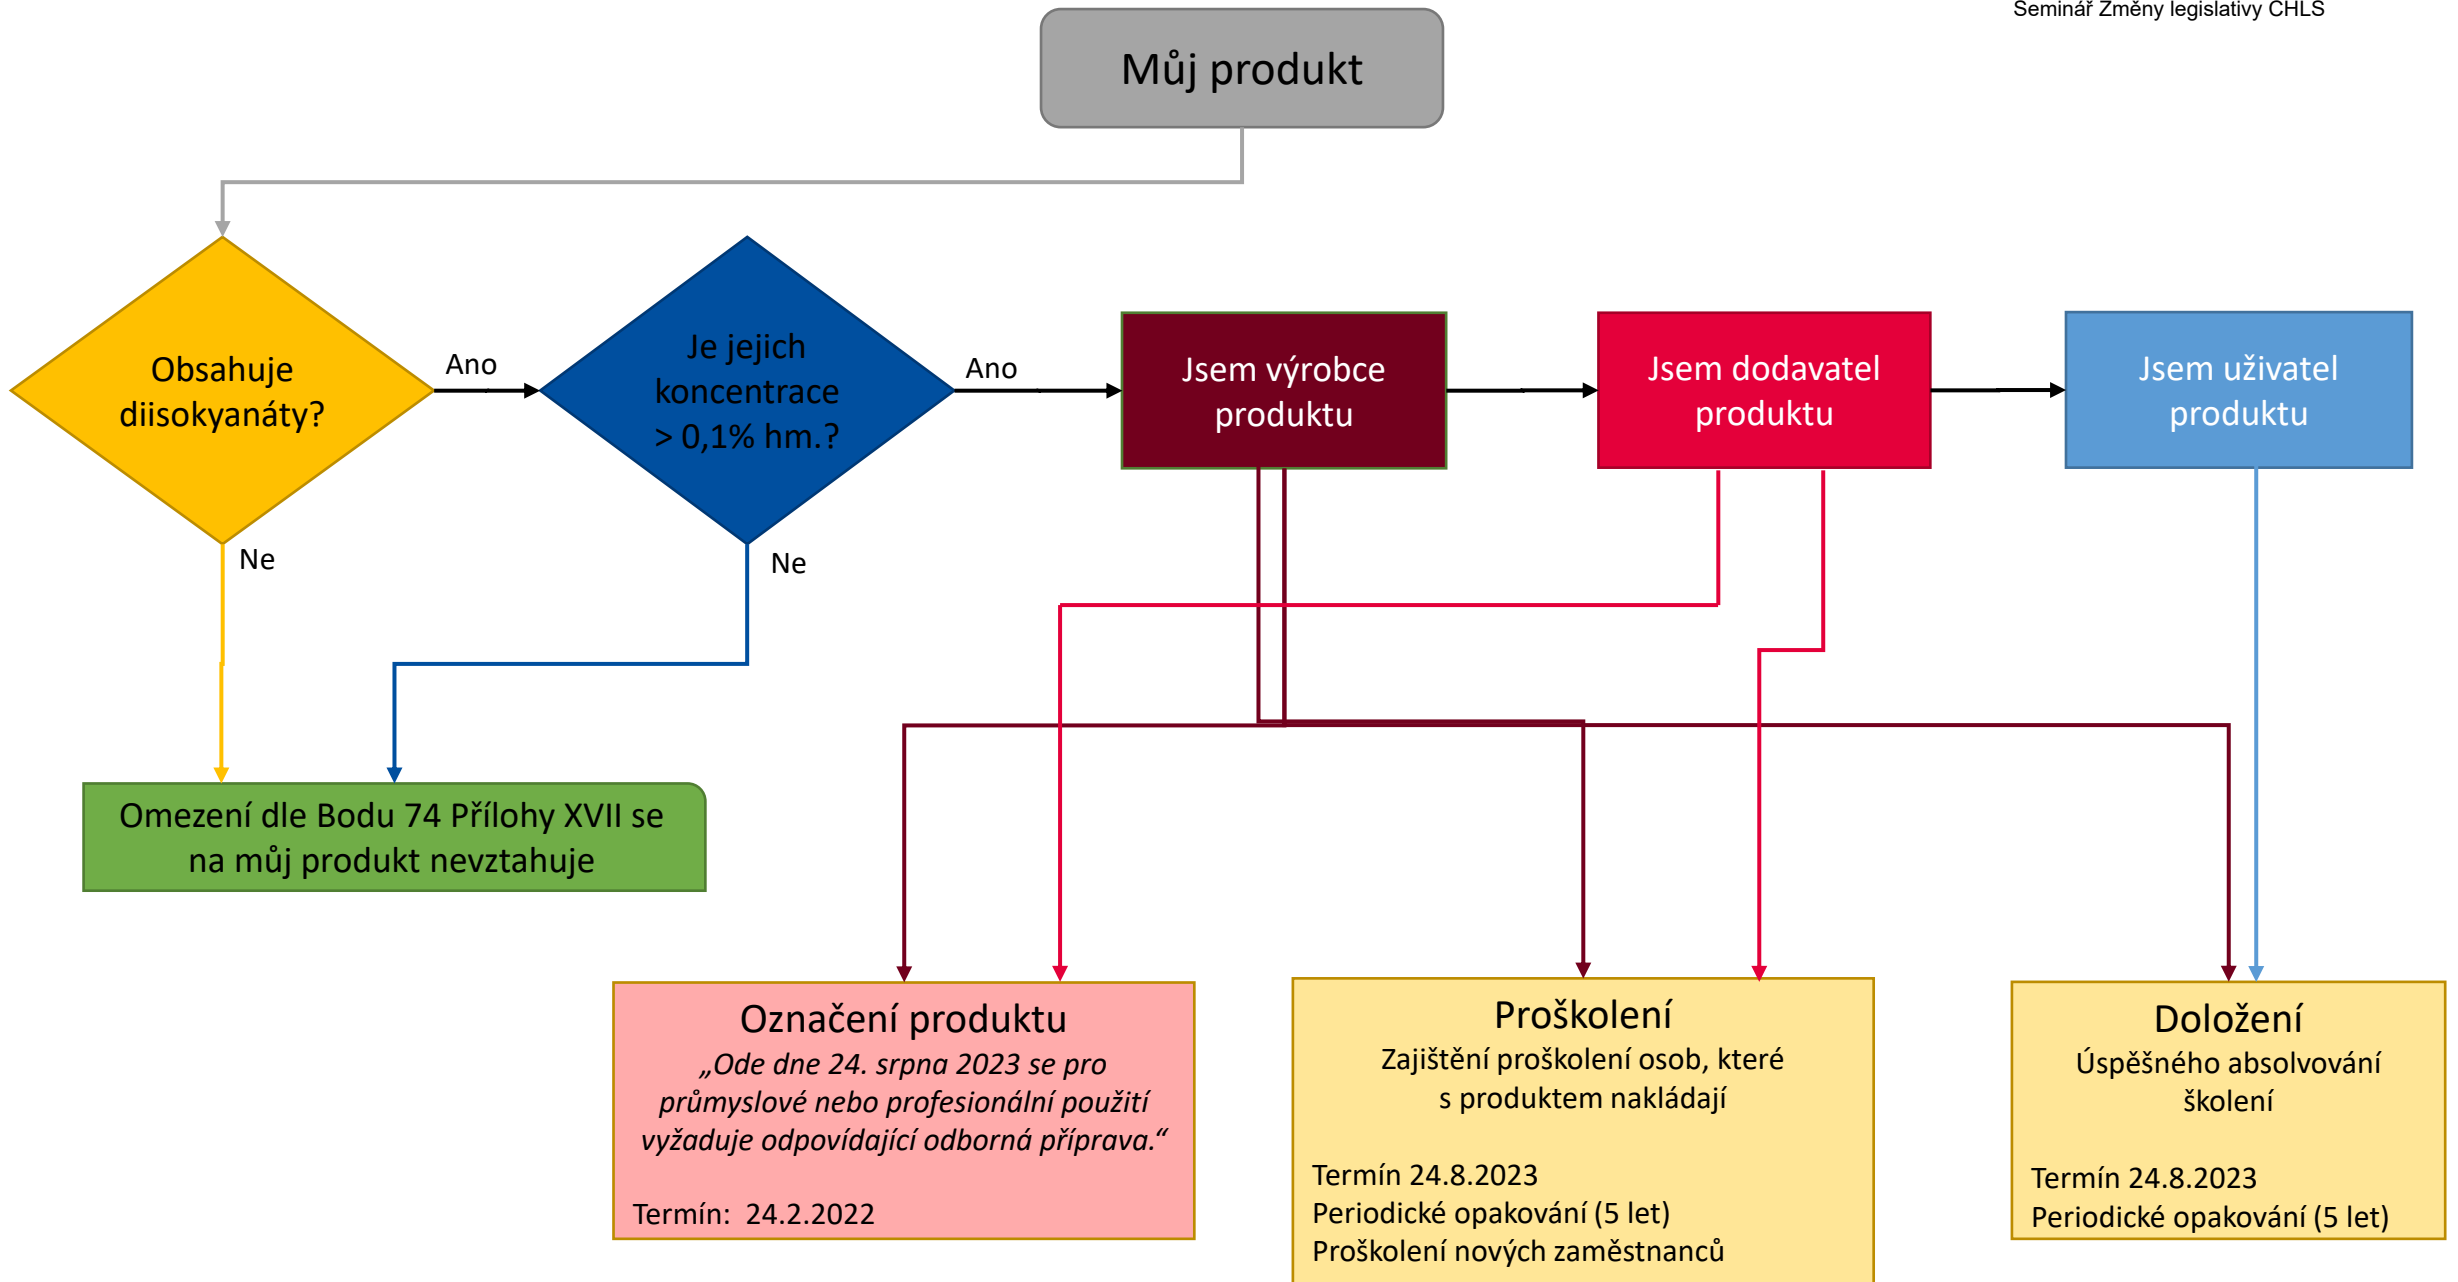 Seminář Změny legislativy CHLS
Můj produkt
Obsahuje
diisokyanáty?
Ano
Je jejich
koncentrace
> 0,1% hm.?
Ano
Jsem výrobce
produktu
Jsem dodavatel
produktu
Jsem uživatel
produktu
Ne
Ne
Omezení dle Bodu 74 Přílohy XVII se
na můj produkt nevztahuje
Označení produktu
„Ode dne 24. srpna 2023 se pro
průmyslové nebo profesionální použití
vyžaduje odpovídající odborná příprava.“
Termín: 24.2.2022
Proškolení
Zajištění proškolení osob, které
s produktem nakládají
Termín 24.8.2023
Periodické opakování (5 let)
Proškolení nových zaměstnanců
Doložení
Úspěšného absolvování
školení
Termín 24.8.2023
Periodické opakování (5 let)